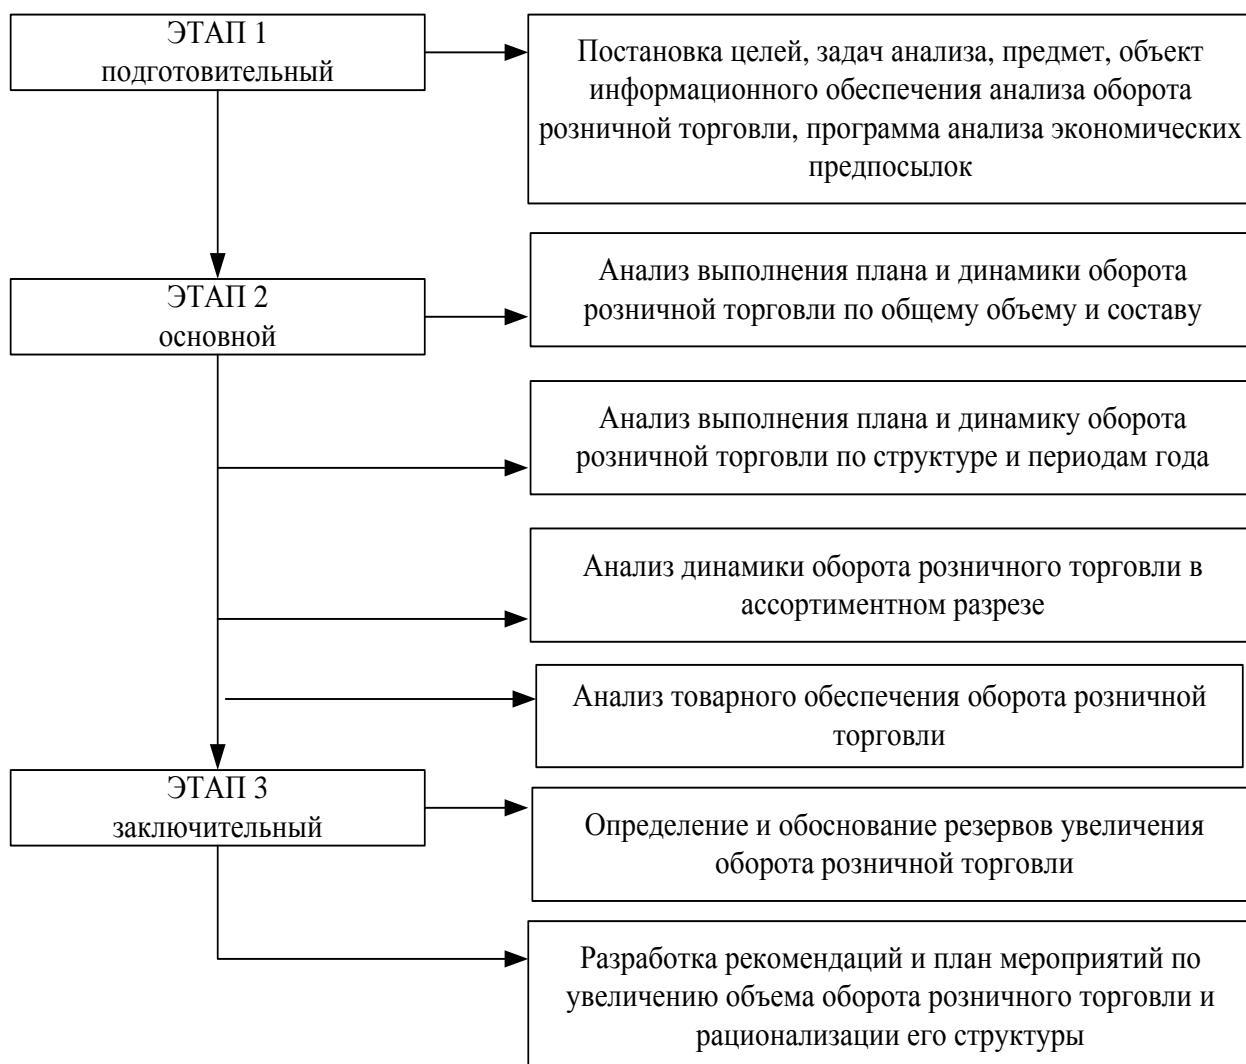 ЭТАП 1
подготовительный
Постановка целей, задач анализа, предмет, объект
информационного обеспечения анализа оборота
розничной торговли, программа анализа экономических
предпосылок
ЭТАП 2
основной
Анализ выполнения плана и динамики оборота
розничной торговли по общему объему и составу
Анализ выполнения плана и динамику оборота
розничной торговли по структуре и периодам года
Анализ динамики оборота розничного торговли в
ассортиментном разрезе
Анализ товарного обеспечения оборота розничной
торговли
ЭТАП 3
заключительный
Определение и обоснование резервов увеличения
оборота розничной торговли
Разработка рекомендаций и план мероприятий по
увеличению объема оборота розничного торговли и
рационализации его структуры